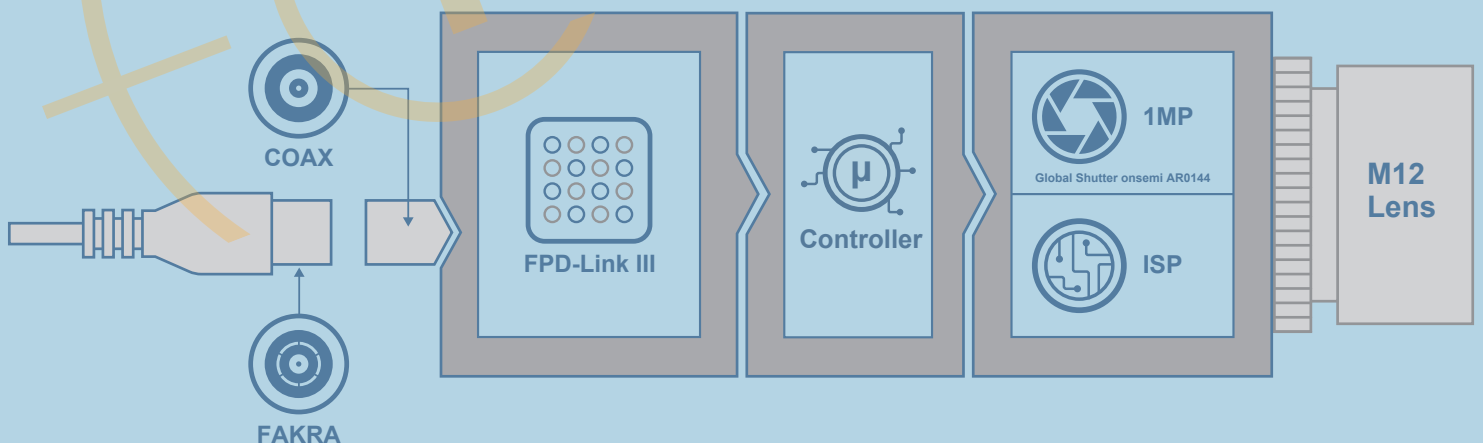 COAX
FAKRA
FPD-Link III
µ
Controller
1MP
Global Shutter onsemi AR0144
ISP
M12
Lens